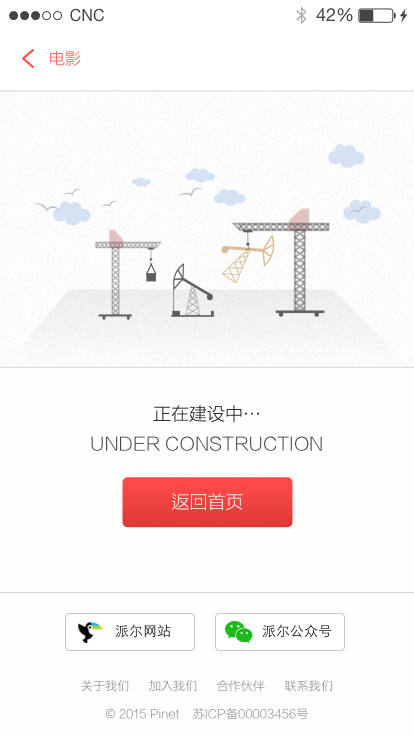 CNC 42%
电影
正在建设中…
UNDER CONSTRUCTION
返回首页
派尔网站 派尔公众号
关于我们 加入我们 合作伙伴 联系我们
© 2015 Pinet 苏ICP备00003456号